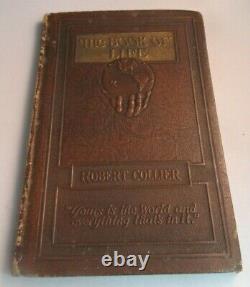 THE BOOK OF
LIFE
ROBERT COLLIER
"Yours is the World and
everything that's in it."